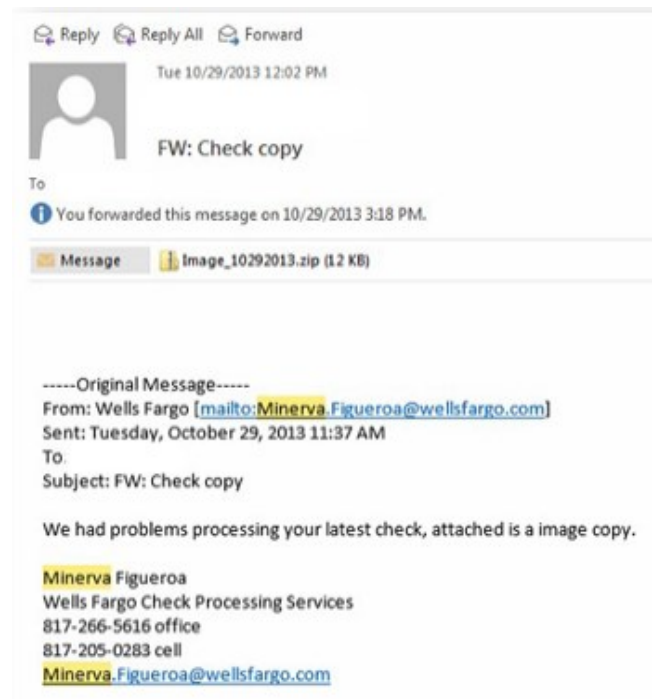 Reply Reply All Forward
Tue 10/29/2013 12:02 PM
FW: Check copy
To
You forwarded this message on 10/29/2013 3:18 PM.
Message Image_10292013.zip (12 KB)
-----Original Message-----
From: Wells Fargo [mailto:Minerva.Figueroa@wellsfargo.com]
Sent: Tuesday, October 29, 2013 11:37 AM
To.
Subject: FW: Check copy
We had problems processing your latest check, attached is a image copy.
Minerva Figueroa
Wells Fargo Check Processing Services
817-266-5616 office
817-205-0283 cell
Minerva.Figueroa@wellsfargo.com